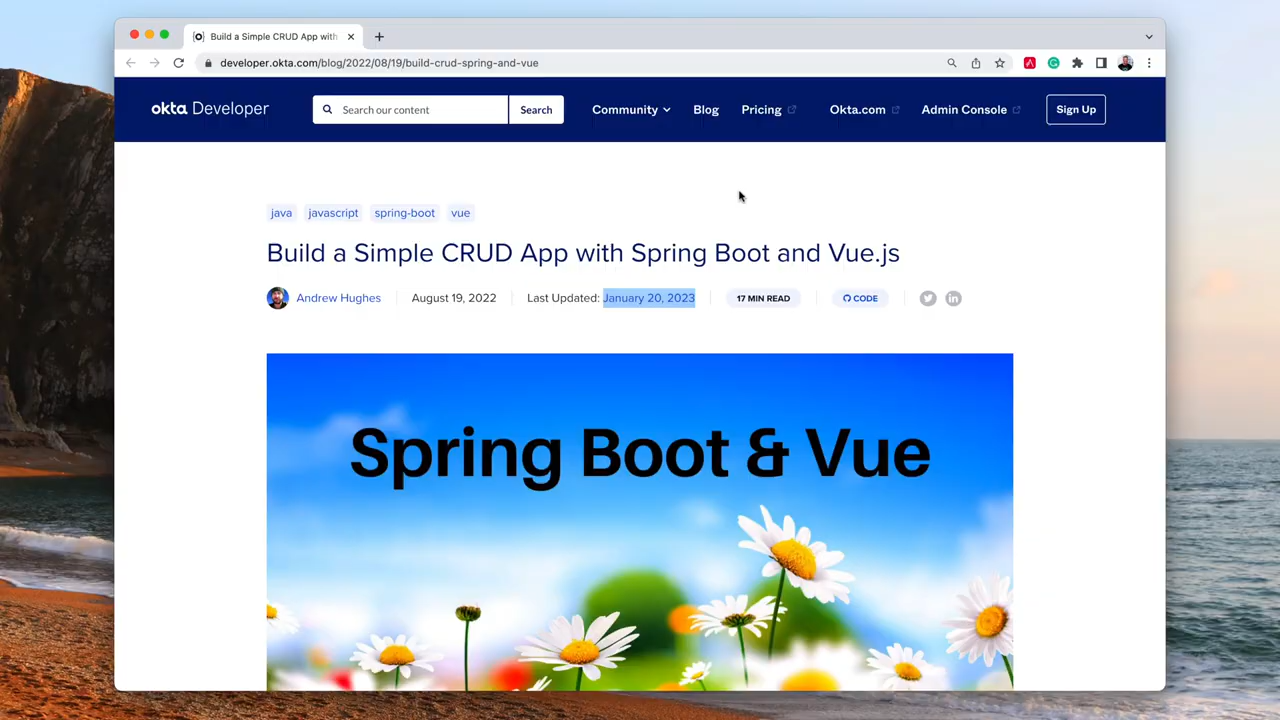 Build a Simple CRUD App with
developer.okta.com/blog/2022/08/19/build-crud-spring-and-vue
okta Developer
Search our content
Search
Community
Blog
Pricing
Okta.com
Admin Console
Sign Up
java javascript spring-boot vue
Build a Simple CRUD App with Spring Boot and Vue.js
Andrew Hughes
August 19, 2022
Last Updated: January 20, 2023
17 MIN READ
CODE
Spring Boot & Vue